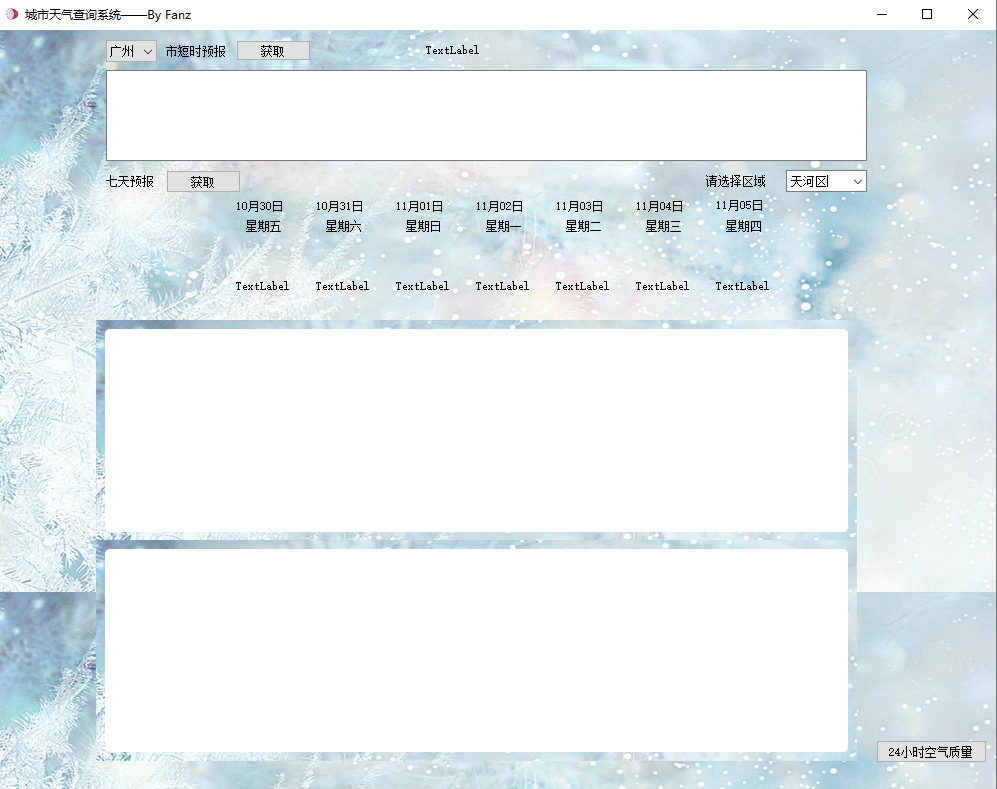 城市天气查询系统——By Fanz
广州 市短时预报 获取 TextLabel
七天预报 获取 请选择区域 天河区
10月30日 10月31日 11月01日 11月02日 11月03日 11月04日 11月05日
星期五 星期六 星期日 星期一 星期二 星期三 星期四
TextLabel TextLabel TextLabel TextLabel TextLabel TextLabel TextLabel
24小时空气质量